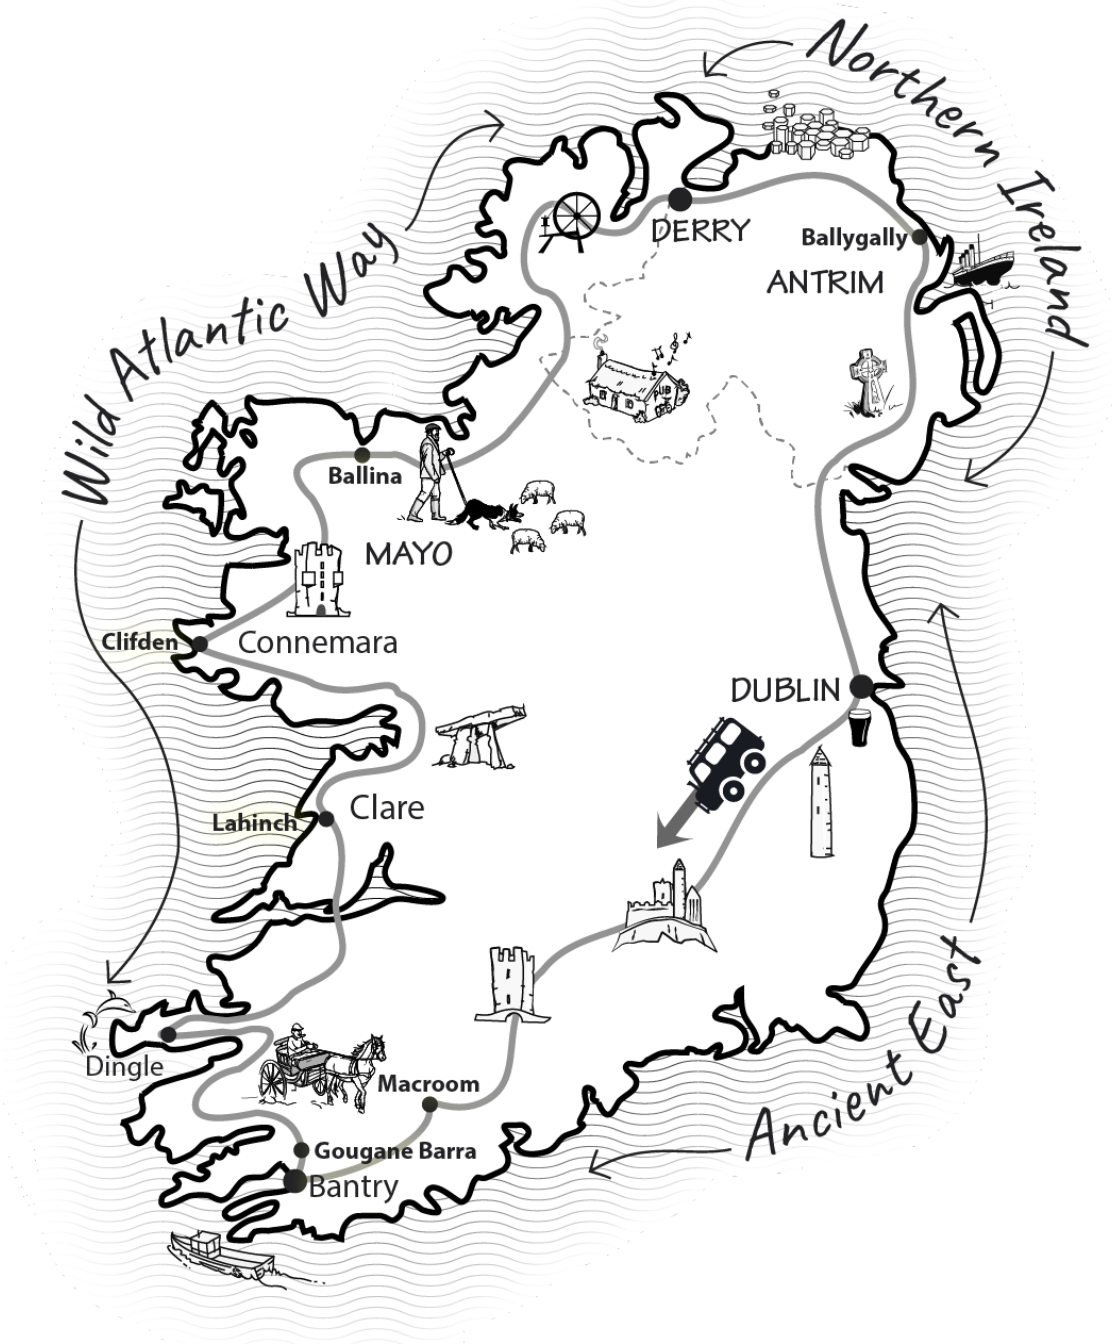 Northern Ireland
Wild Atlantic Way
DERRY
Ballygally
ANTRIM
PUB
Ballina
MAYO
Clifden
Connemara
DUBLIN
Lahinch
Clare
Ancient East
Dingle
Macroom
Gougane Barra
Bantry